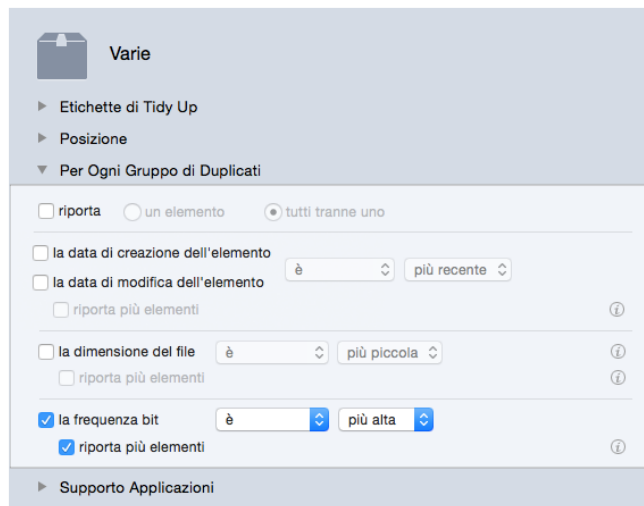 Varie
Etichette di Tidy Up
Posizione
Per Ogni Gruppo di Duplicati
riporta un elemento tutti tranne uno
la data di creazione dell'elemento
è più recente
la data di modifica dell'elemento
riporta più elementi
la dimensione del file è più piccola
riporta più elementi
la frequenza bit è più alta
riporta più elementi
Supporto Applicazioni